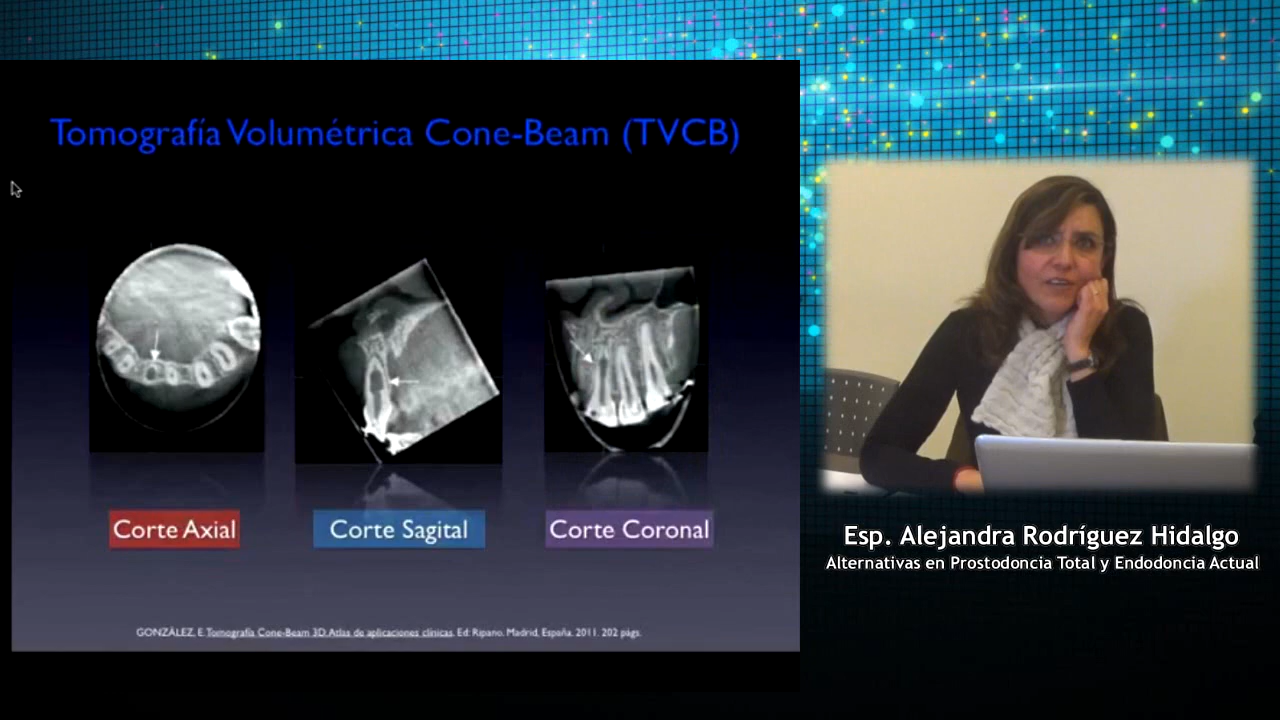 Tomografía Volumétrica Cone-Beam (TVCB)
Corte Axial
Corte Sagital
Corte Coronal
GONZÁLEZ, E. Tomografía Cone-Beam 3D. Atlas de aplicaciones clínicas. Ed: Ripano. Madrid, España. 2011. 202 págs.
Esp. Alejandra Rodríguez Hidalgo
Alternativas en Prostodoncia Total y Endodoncia Actual